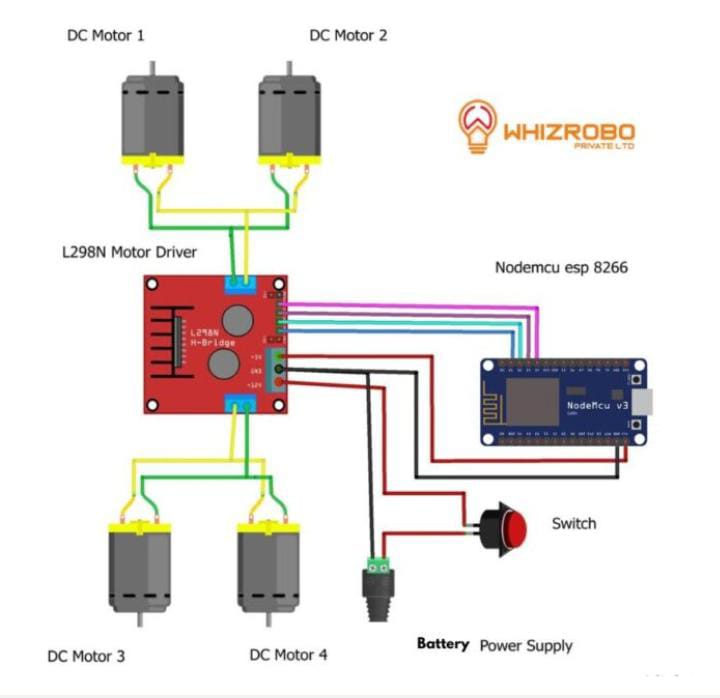 DC Motor 1
DC Motor 2
WHIZROBO
PRIVATE LTD
L298N Motor Driver
Nodemcu esp 8266
L298N
H-Bridge
+5V
GND
+12V
NodeMcu v3
Switch
Battery Power Supply
DC Motor 3
DC Motor 4